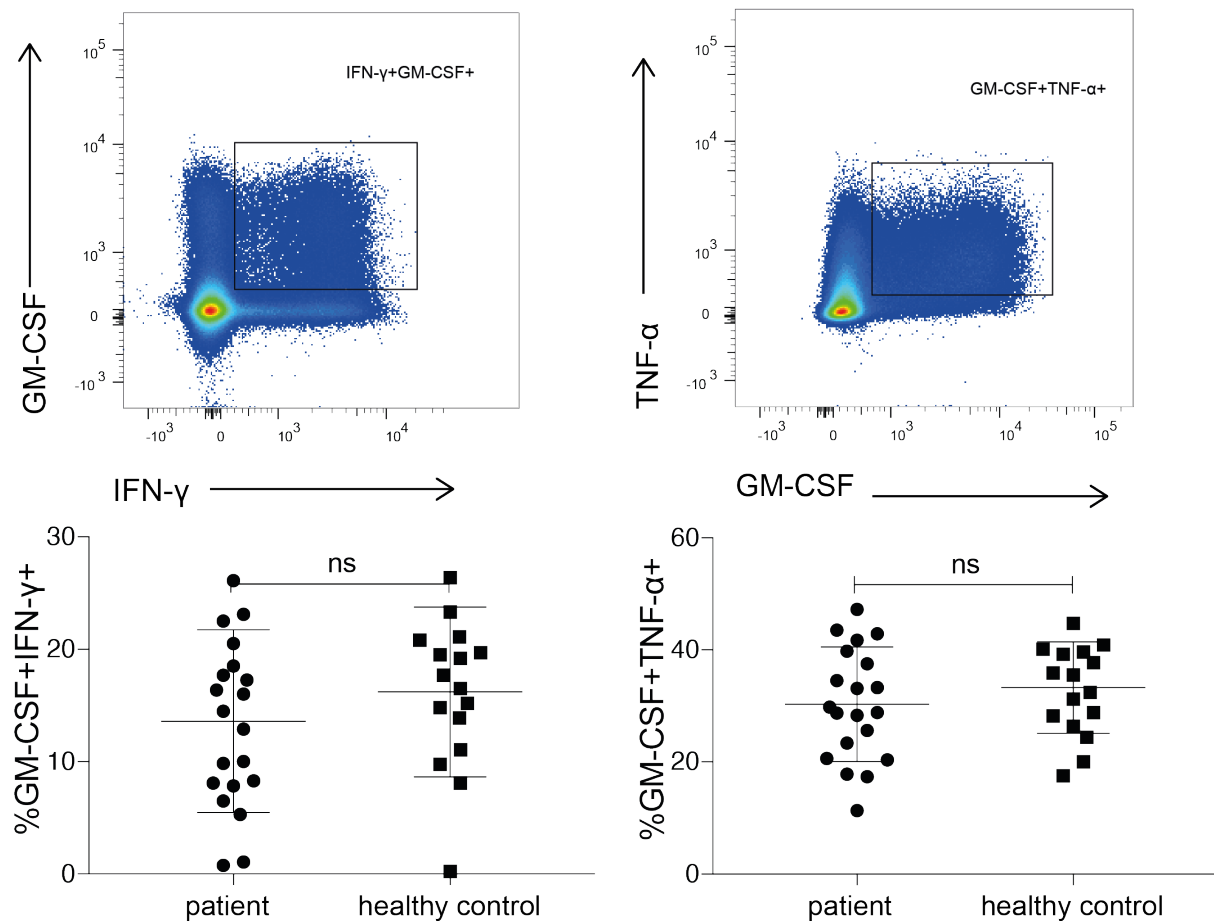 IFN-γ+GM-CSF+
GM-CSF
10⁵
10⁴
10³
0
-10³
-10³
0
10³
10⁴
IFN-γ
GM-CSF+TNF-α+
TNF-α
10⁵
10⁴
10³
0
-10³
-10³
0
10³
10⁴
10⁵
GM-CSF
%GM-CSF+IFN-γ+
30
20
10
0
ns
patient
healthy control
%GM-CSF+TNF-α+
60
40
20
0
ns
patient
healthy control